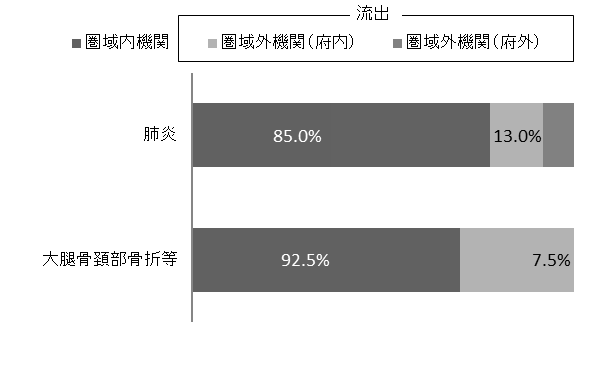 流出
圏域内機関 圏域外機関(府内) 圏域外機関(府外)
肺炎 85.0% 13.0%
大腿骨頚部骨折等 92.5% 7.5%